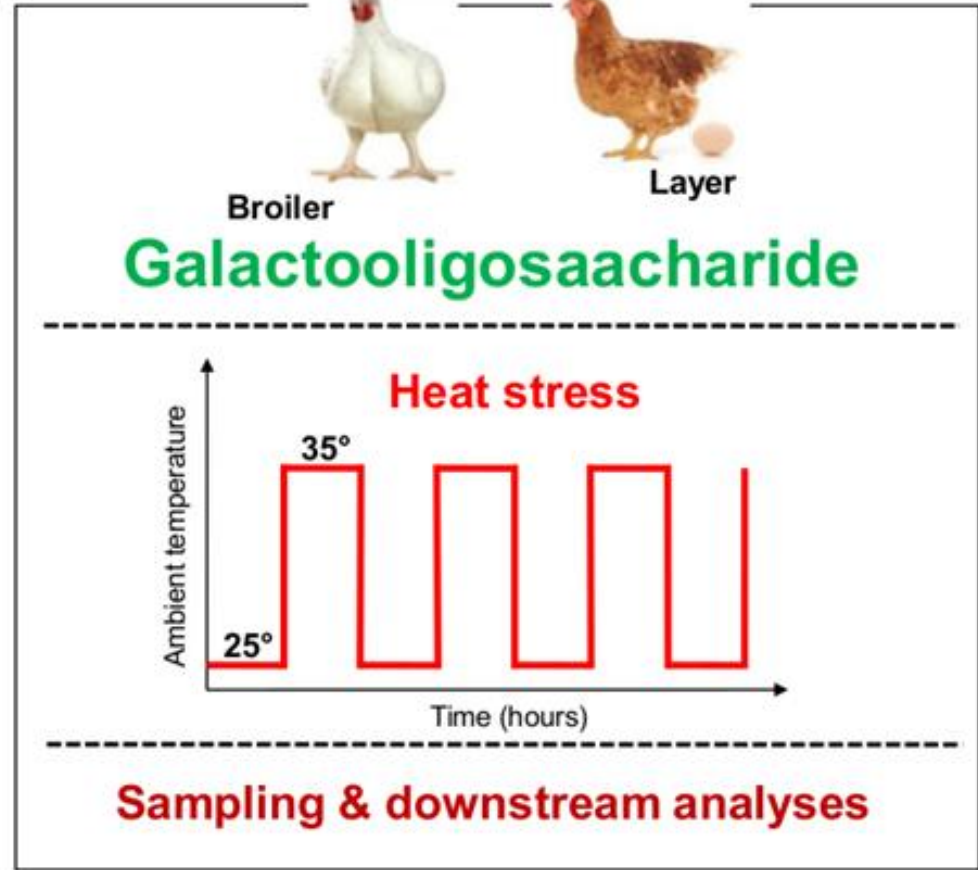 Broiler
Layer
Galactooligosaacharide
Heat stress
Ambient temperature
35°
25°
Time (hours)
Sampling & downstream analyses